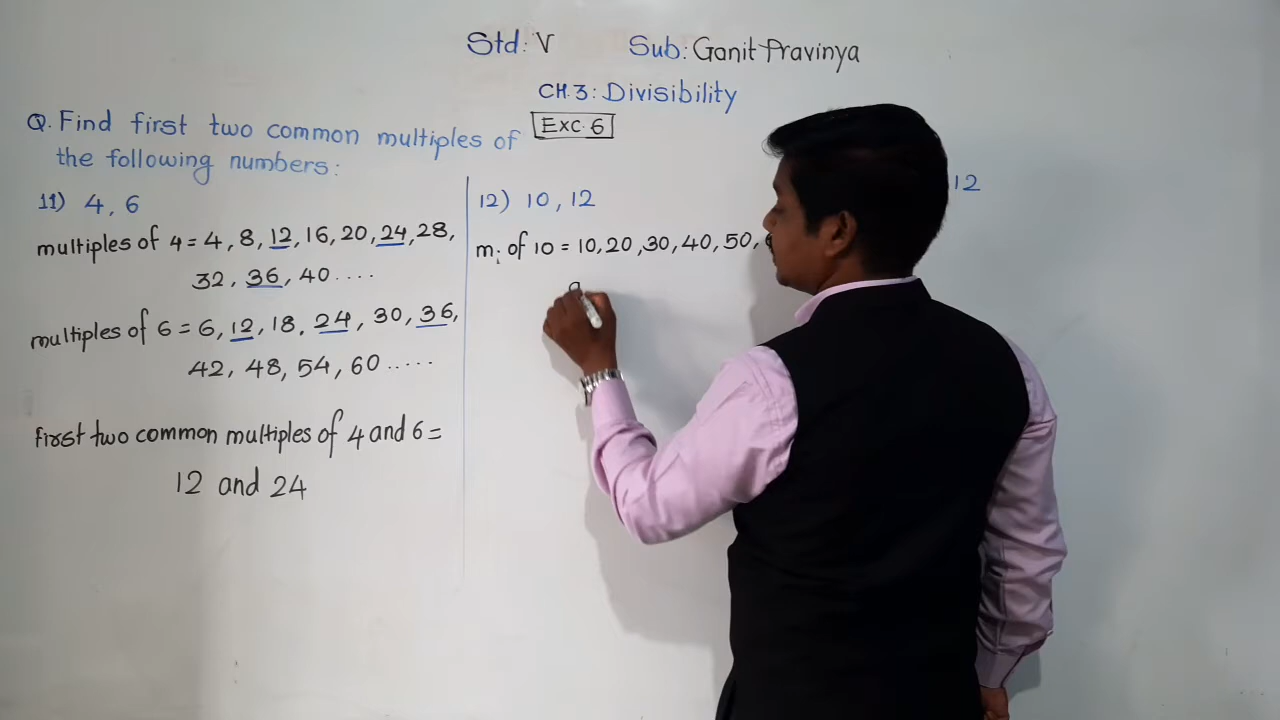 Std: V Sub: Ganit Pravinya
CH.3: Divisibility
Exc. 6
Q. Find first two common multiples of
the following numbers:
11) 4, 6
multiples of 4 = 4, 8, 12, 16, 20, 24, 28,
32, 36, 40 ....
multiples of 6 = 6, 12, 18, 24, 30, 36,
42, 48, 54, 60 .....
first two common multiples of 4 and 6 =
12 and 24
12) 10, 12
m. of 10 = 10, 20, 30, 40, 50,
12